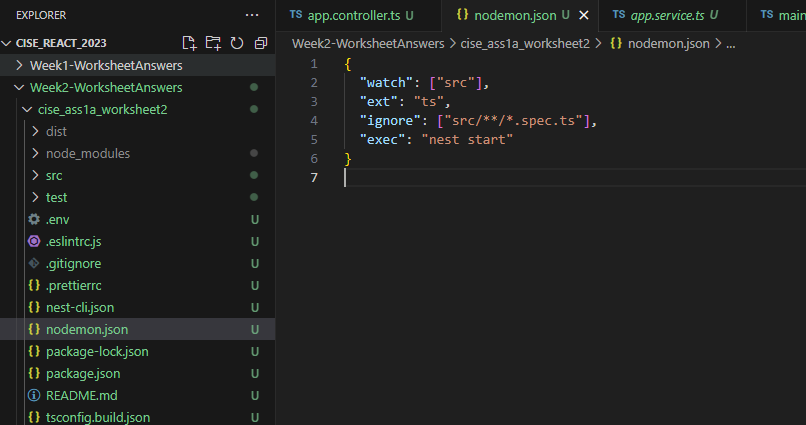 EXPLORER ...
CISE_REACT_2023
Week1-WorksheetAnswers
Week2-WorksheetAnswers
cise_ass1a_worksheet2
dist
node_modules
src
test
.env U
.eslintrc.js U
.gitignore U
{} .prettierrc U
{} nest-cli.json U
{} nodemon.json U
{} package-lock.json U
{} package.json U
README.md U
{} tsconfig.build.json U
TS app.controller.ts U
{} nodemon.json U
TS app.service.ts U
TS main
Week2-WorksheetAnswers > cise_ass1a_worksheet2 > {} nodemon.json > ...
1 {
2 "watch": ["src"],
3 "ext": "ts",
4 "ignore": ["src/**/*.spec.ts"],
5 "exec": "nest start"
6 }
7